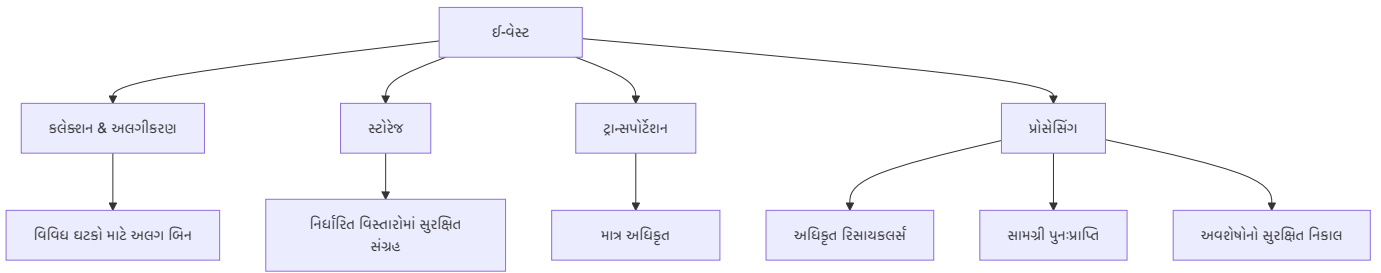 ઈ-વેસ્ટ
કલેક્શન & અલગીકરણ
સ્ટોરેજ
ટ્રાન્સપોર્ટેશન
પ્રોસેસિંગ
વિવિધ ઘટકો માટે અલગ બિન
નિર્ધારિત વિસ્તારોમાં સુરક્ષિત
સંગ્રહ
માત્ર અધિકૃત
અધિકૃત રિસાયકલર્સ
સામગ્રી પુનઃપ્રાપ્તિ
અવશેષોનો સુરક્ષિત નિકાલ